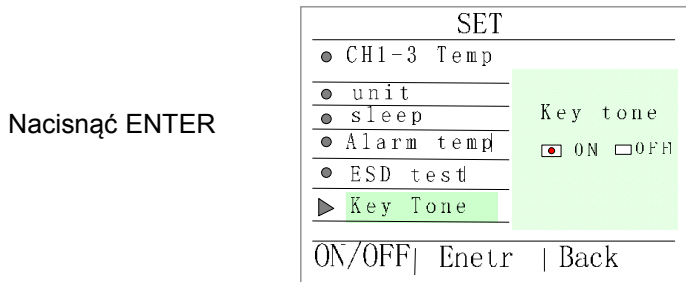 SET
CH1-3 Temp
unit
sleep
Alarm temp
ESD test
Key Tone
Key tone
ON OFH
ON/OFF| Enetr | Back
Nacisnąć ENTER